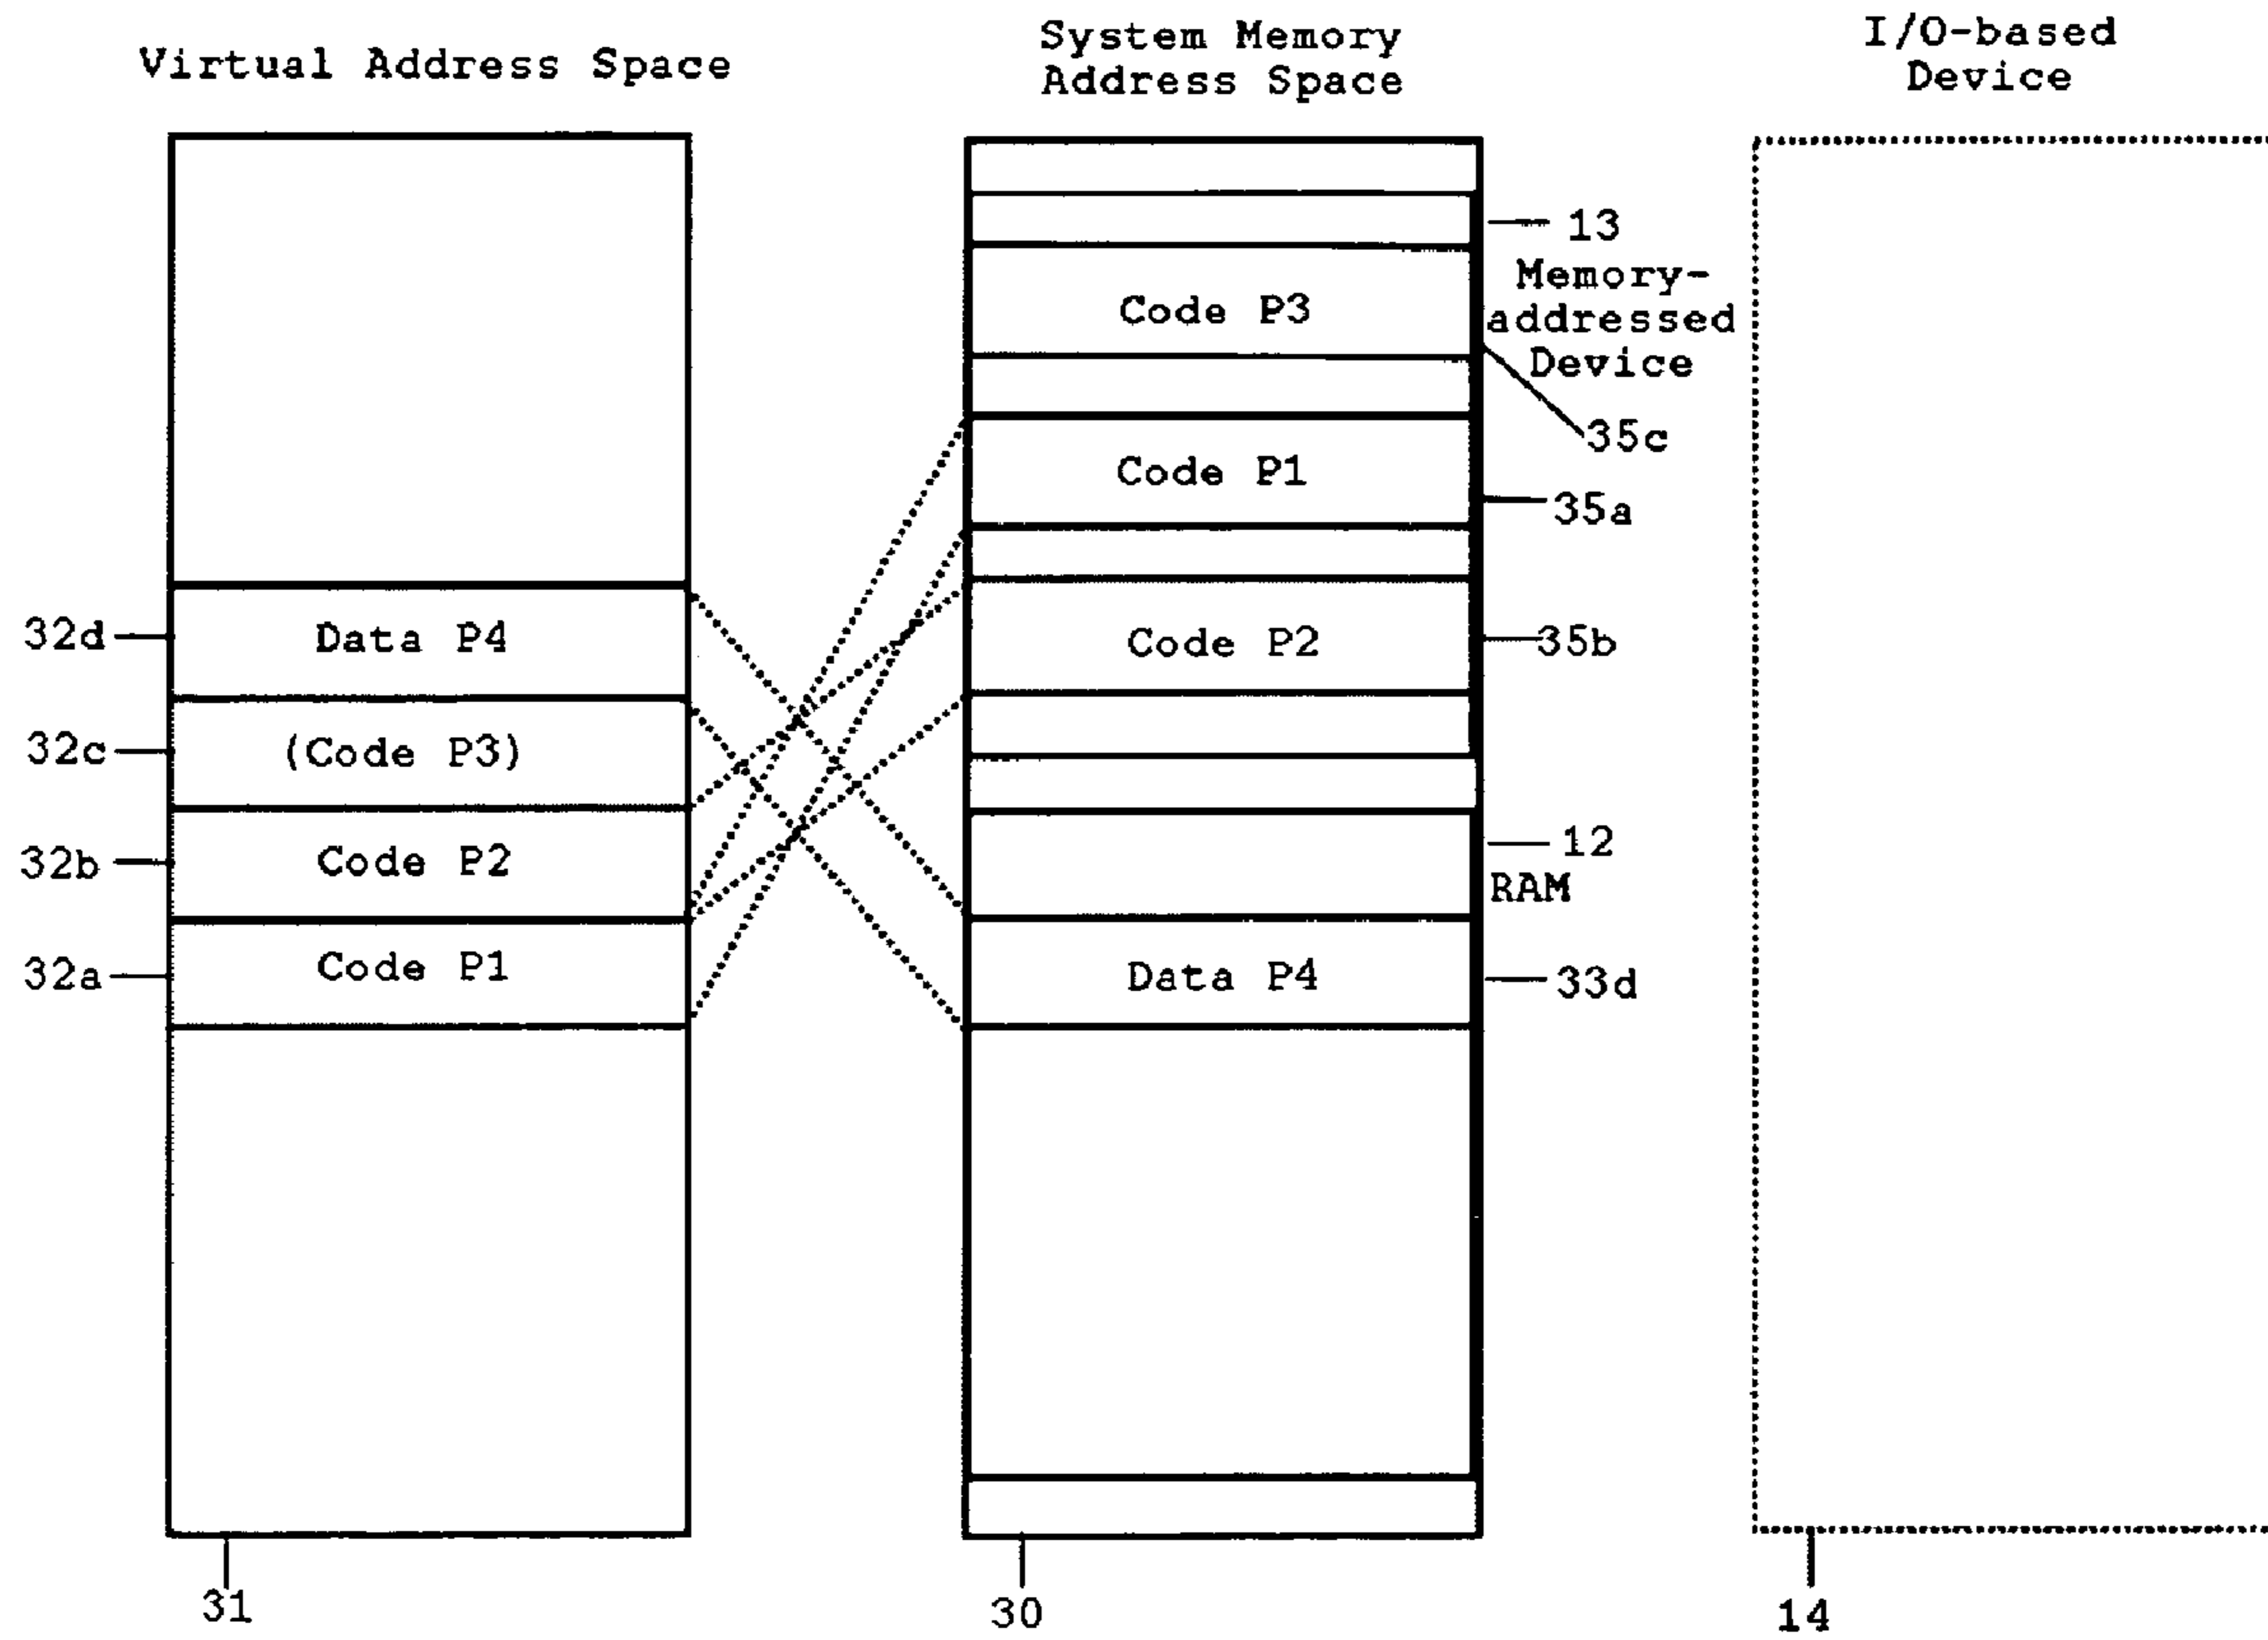 Virtual Address Space
System Memory
Address Space
I/O-based
Device
13
Memory-
addressed
Device
Code P3
35c
Code P1
35a
32d
Data P4
Code P2
35b
32c
(Code P3)
32b
Code P2
12
RAM
32a
Code P1
Data P4
33d
31
30
14